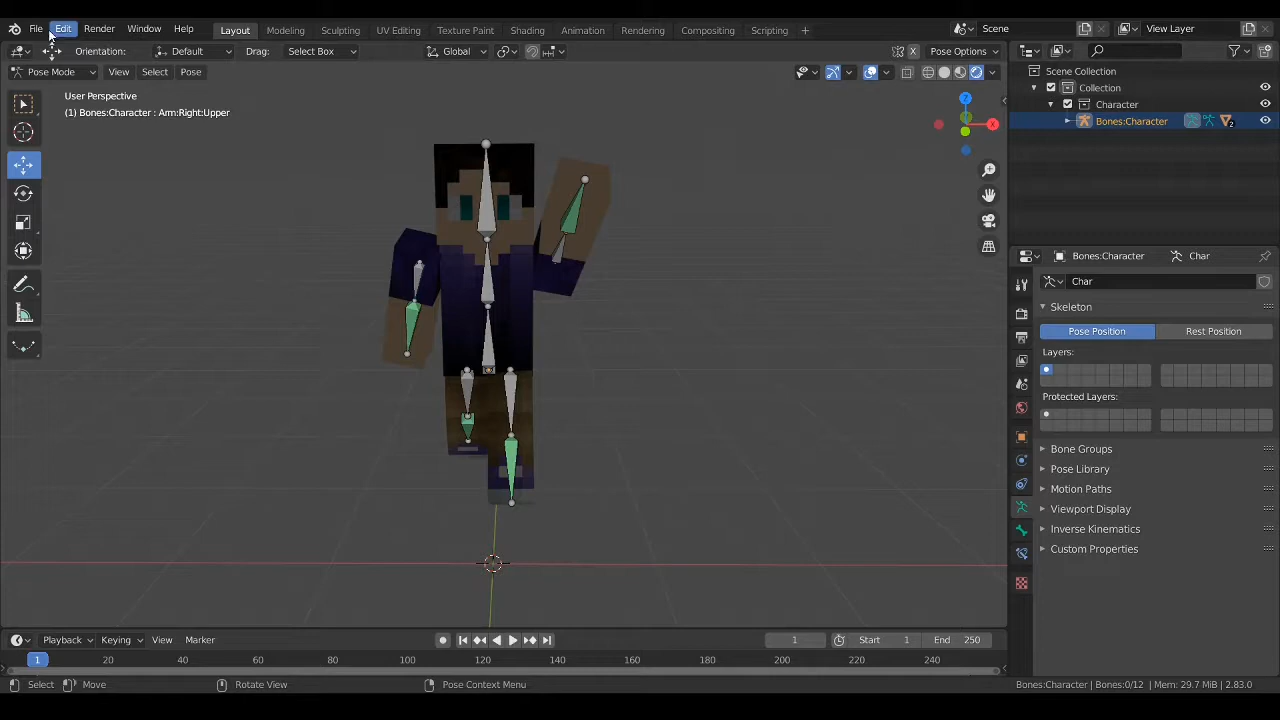 File Edit Render Window Help Layout Modeling Sculpting UV Editing Texture Paint Shading Animation Rendering Compositing Scripting + Scene View Layer
Orientation: Default Drag: Select Box Global X Pose Options
Pose Mode View Select Pose
User Perspective
(1) Bones:Character : Arm:Right:Upper
Z
X
Scene Collection
Collection
Character
Bones:Character 2
Bones:Character Char
Char
Skeleton
Pose Position Rest Position
Layers:
Protected Layers:
Bone Groups
Pose Library
Motion Paths
Viewport Display
Inverse Kinematics
Custom Properties
Playback Keying View Marker 1 Start 1 End 250
1 20 40 60 80 100 120 140 160 180 200 220 240
Select Move Rotate View Pose Context Menu Bones:Character | Bones:0/12 | Mem: 29.7 MiB | 2.83.0